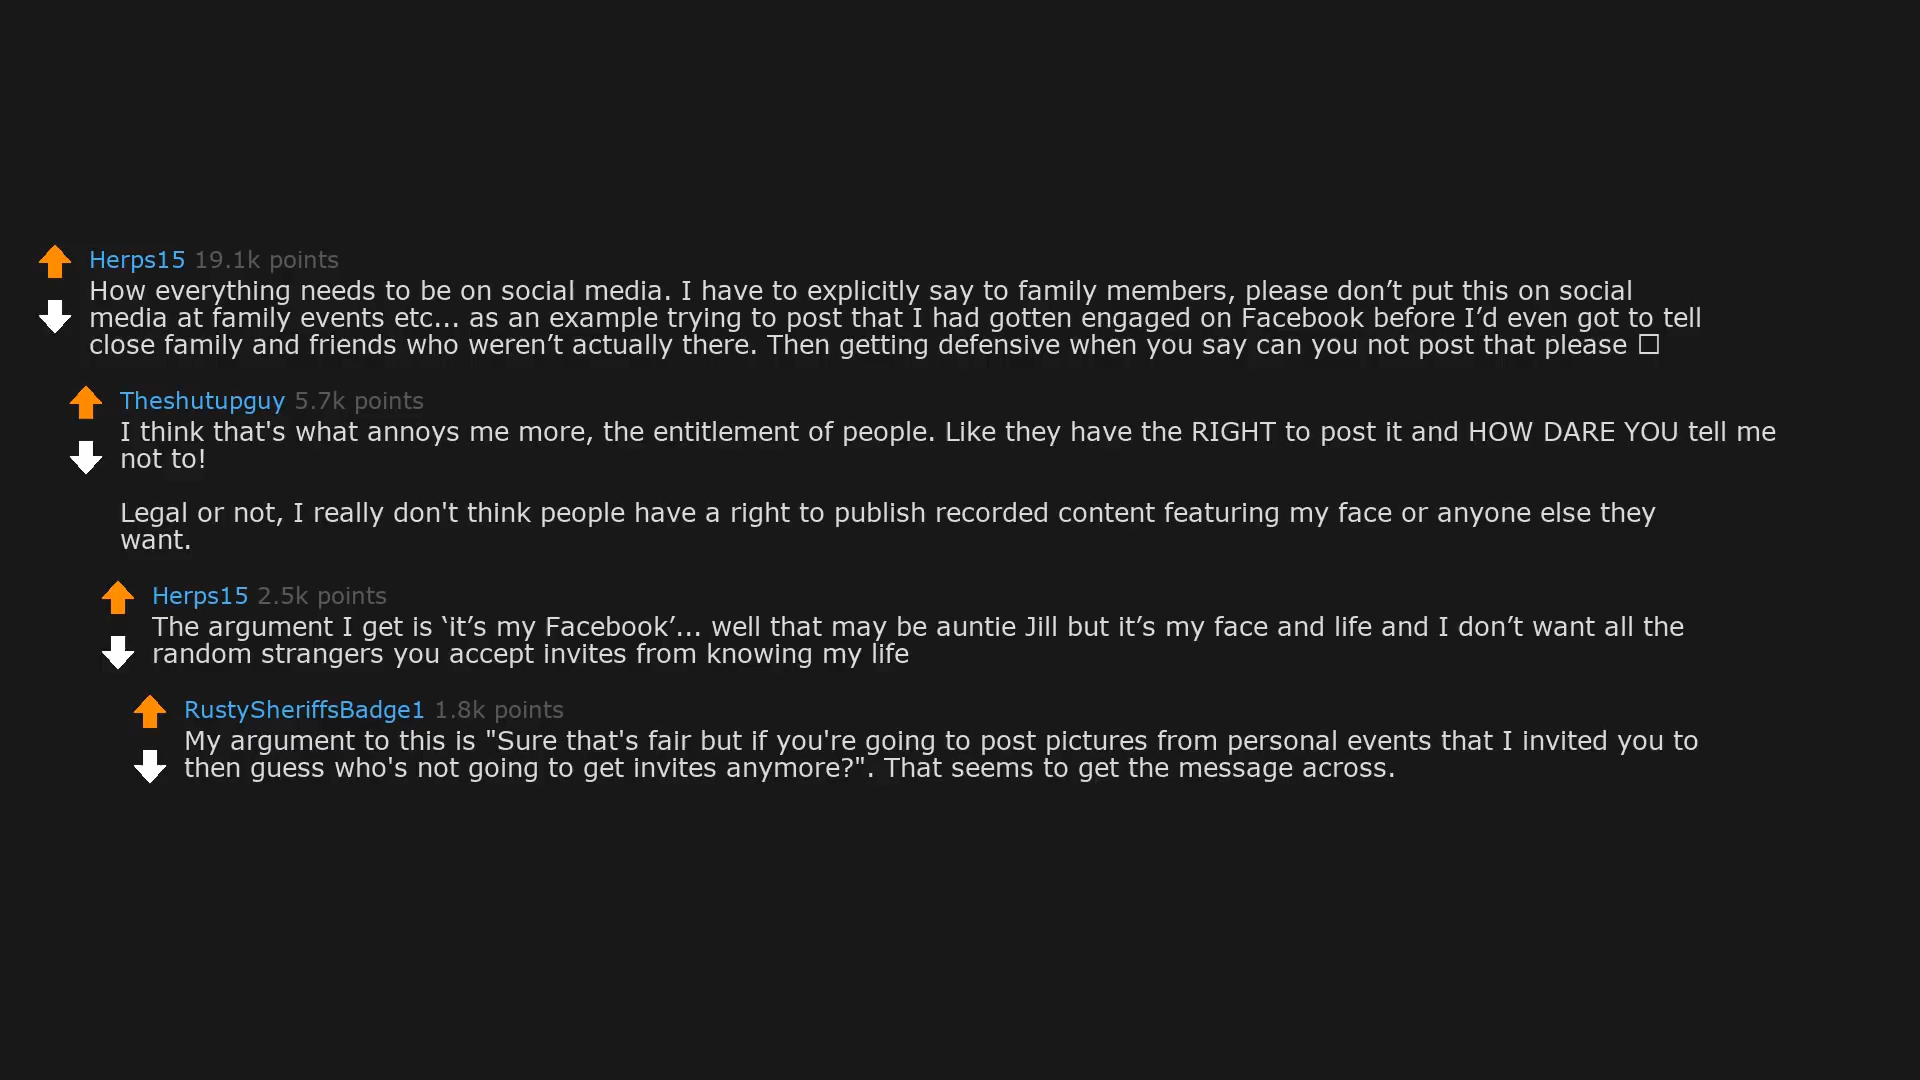 Herps15 19.1k points
How everything needs to be on social media. I have to explicitly say to family members, please don’t put this on social
media at family events etc... as an example trying to post that I had gotten engaged on Facebook before I’d even got to tell
close family and friends who weren’t actually there. Then getting defensive when you say can you not post that please □
Theshutupguy 5.7k points
I think that's what annoys me more, the entitlement of people. Like they have the RIGHT to post it and HOW DARE YOU tell me
not to!
Legal or not, I really don't think people have a right to publish recorded content featuring my face or anyone else they
want.
Herps15 2.5k points
The argument I get is ‘it’s my Facebook’... well that may be auntie Jill but it’s my face and life and I don’t want all the
random strangers you accept invites from knowing my life
RustySheriffsBadge1 1.8k points
My argument to this is "Sure that's fair but if you're going to post pictures from personal events that I invited you to
then guess who's not going to get invites anymore?". That seems to get the message across.